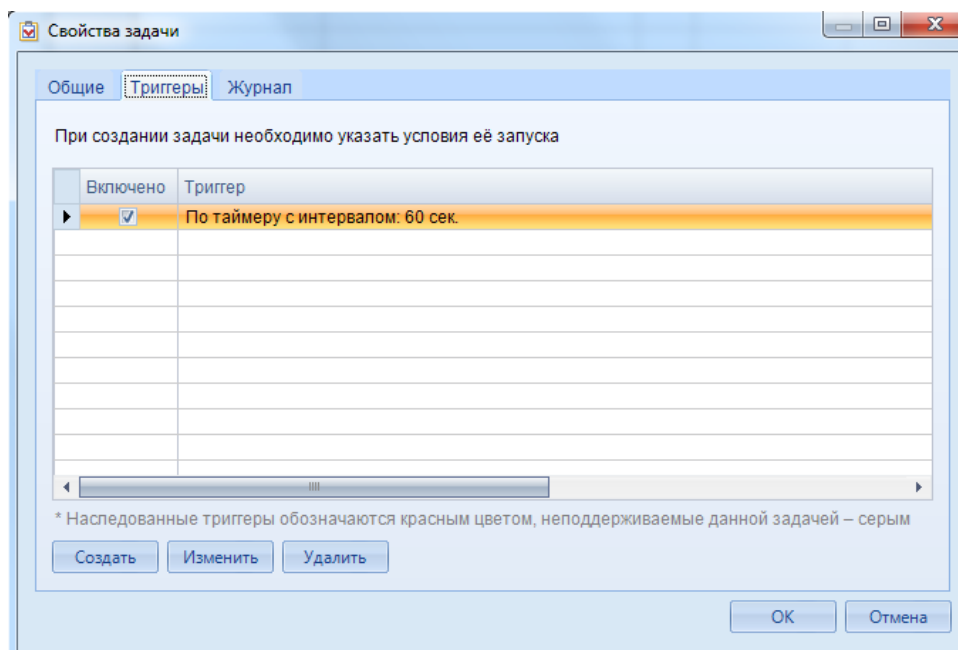 Свойства задачи
Общие Триггеры Журнал
При создании задачи необходимо указать условия её запуска
Включено Триггер
По таймеру с интервалом: 60 сек.
* Наследованные триггеры обозначаются красным цветом, неподдерживаемые данной задачей – серым
Создать Изменить Удалить
ОК Отмена